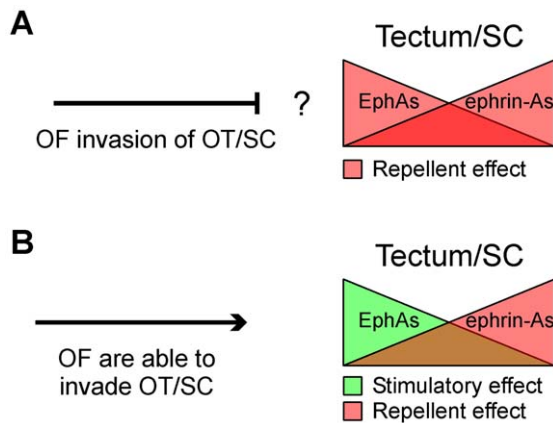 A
Tectum/SC
EphAs
ephrin-As
?
OF invasion of OT/SC
Repellent effect
B
Tectum/SC
EphAs
ephrin-As
OF are able to
invade OT/SC
Stimulatory effect
Repellent effect